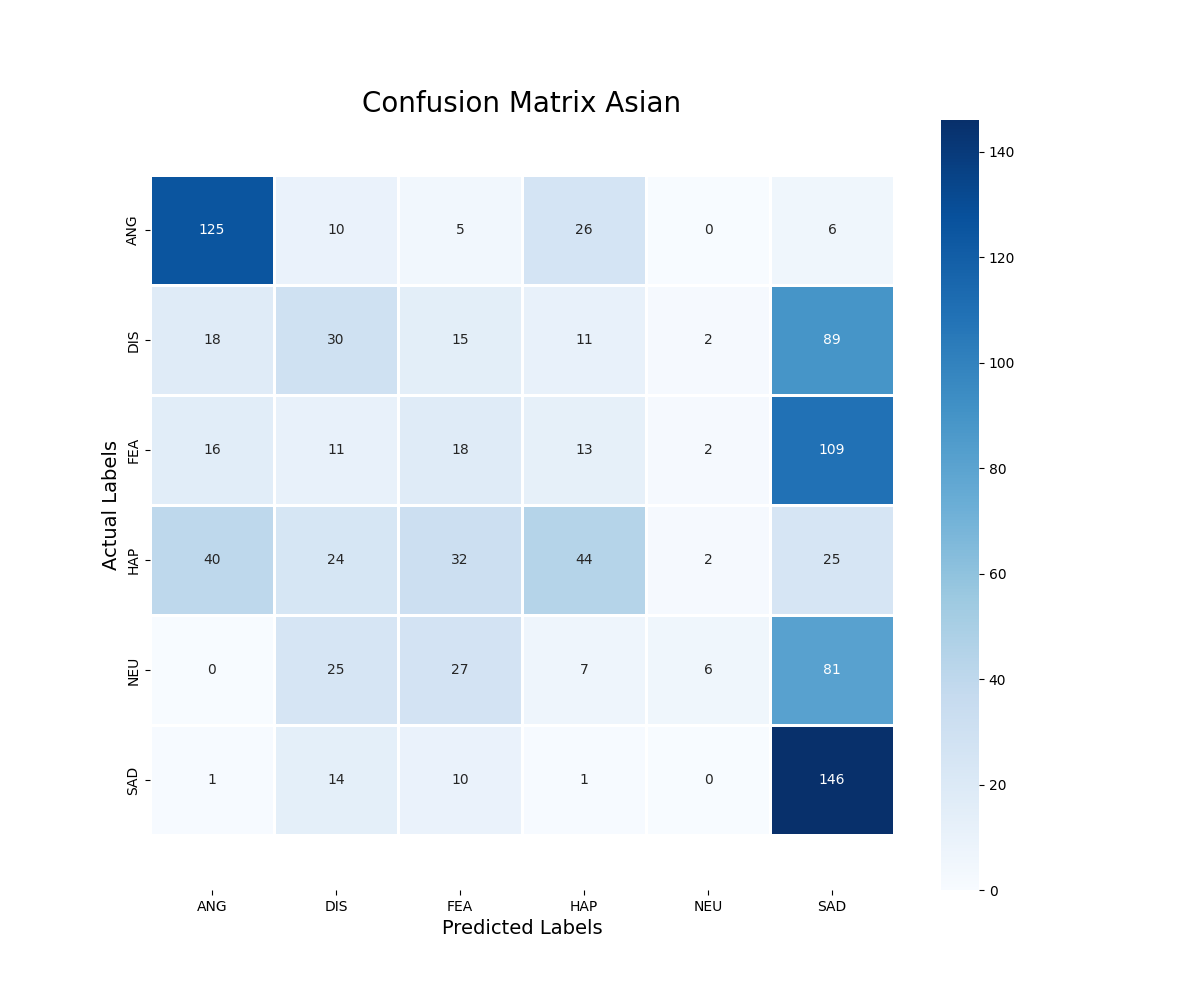 Confusion Matrix Asian
140
120
100
80
60
40
20
0
Actual Labels
ANG 125 10 5 26 0 6
DIS 18 30 15 11 2 89
FEA 16 11 18 13 2 109
HAP 40 24 32 44 2 25
NEU 0 25 27 7 6 81
SAD 1 14 10 1 0 146
ANG DIS FEA HAP NEU SAD
Predicted Labels